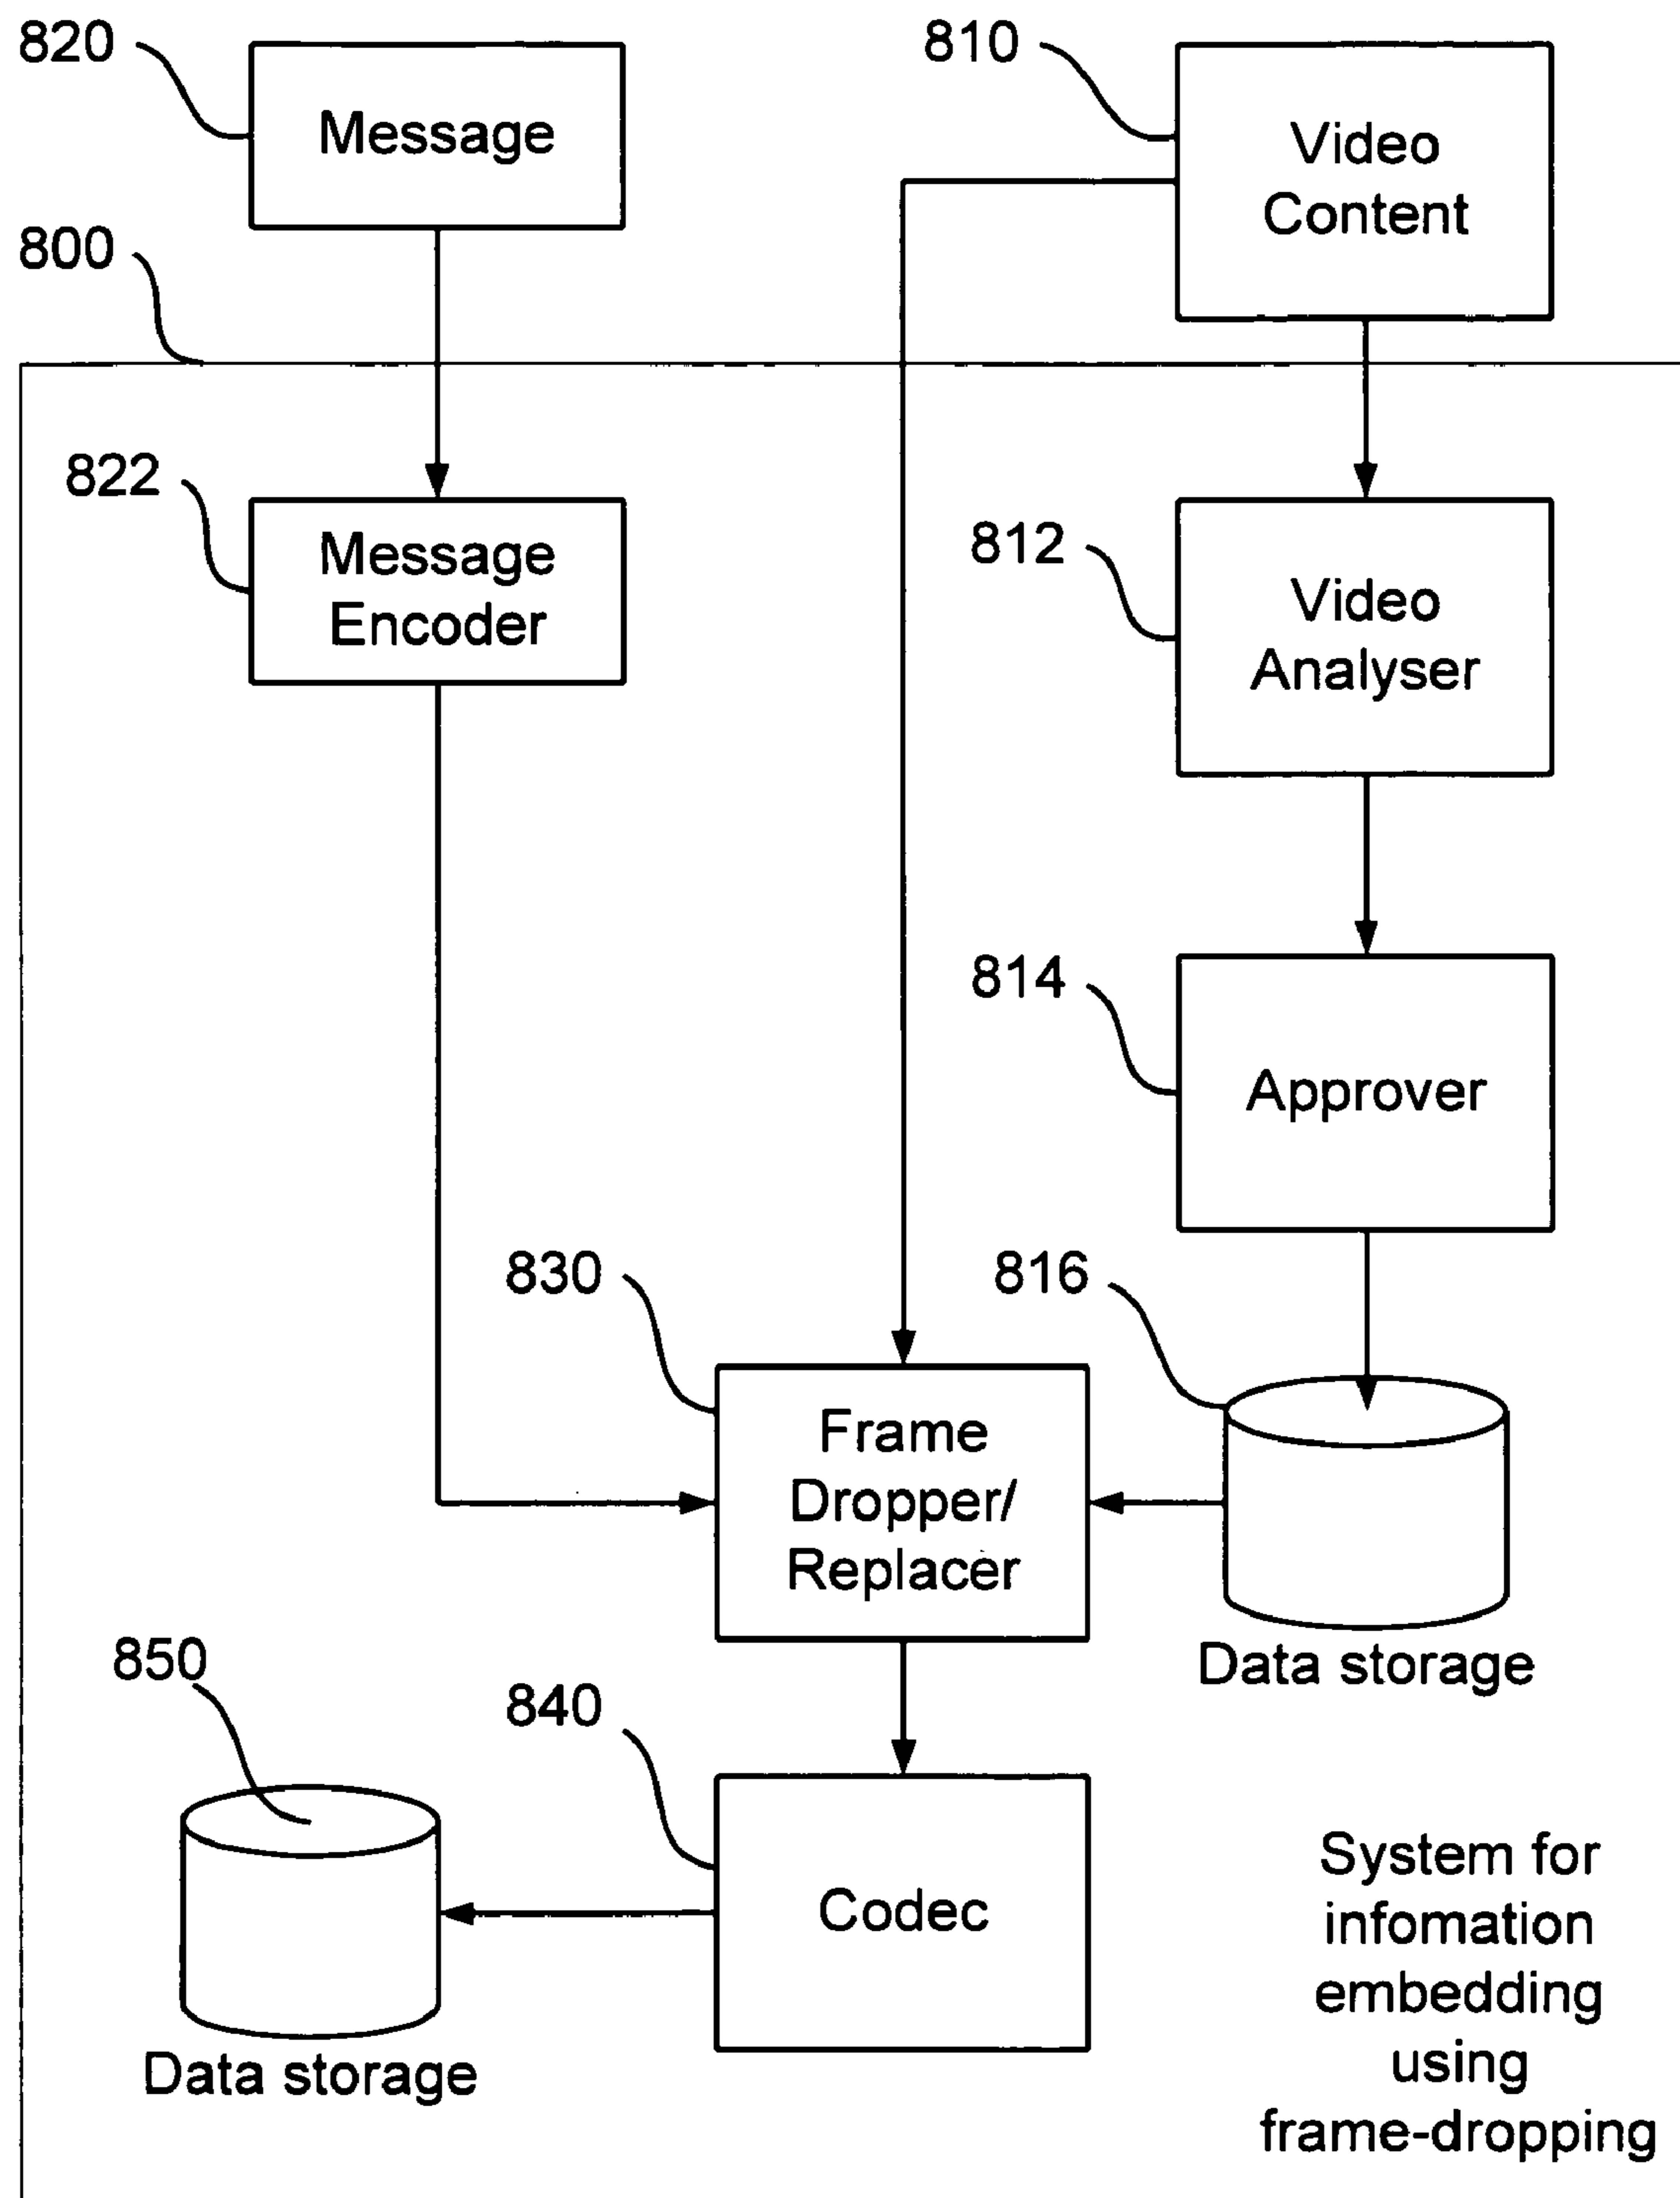 820
Message
810
Video
Content
800
822
Message
Encoder
812
Video
Analyser
814
Approver
830
Frame
Dropper/
Replacer
816
Data storage
850
Data storage
840
Codec
System for
infomation
embedding
using
frame-dropping